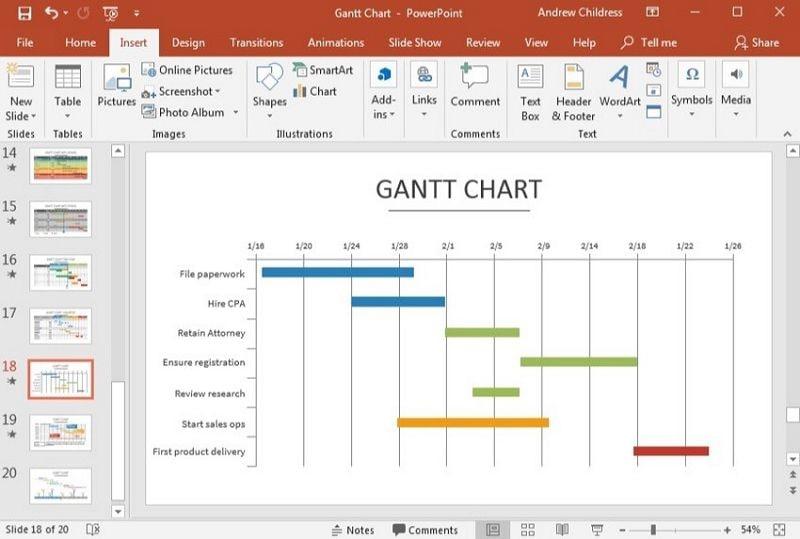 Gantt Chart - PowerPoint
Andrew Childress
File Home Insert Design Transitions Animations Slide Show Review View Help Tell me Share
New Slide
Slides
Table
Tables
Pictures
Online Pictures
Screenshot
Photo Album
Images
Shapes
SmartArt
Chart
Illustrations
Add-ins
Links
Comment
Comments
Text Box
Header & Footer
WordArt
Text
Symbols
Media
14
15
16
17
18
19
20
GANTT CHART
1/16 1/20 1/24 1/28 2/1 2/5 2/9 2/14 2/18 1/22 1/26
File paperwork
Hire CPA
Retain Attorney
Ensure registration
Review research
Start sales ops
First product delivery
Slide 18 of 20
Notes
Comments
54%